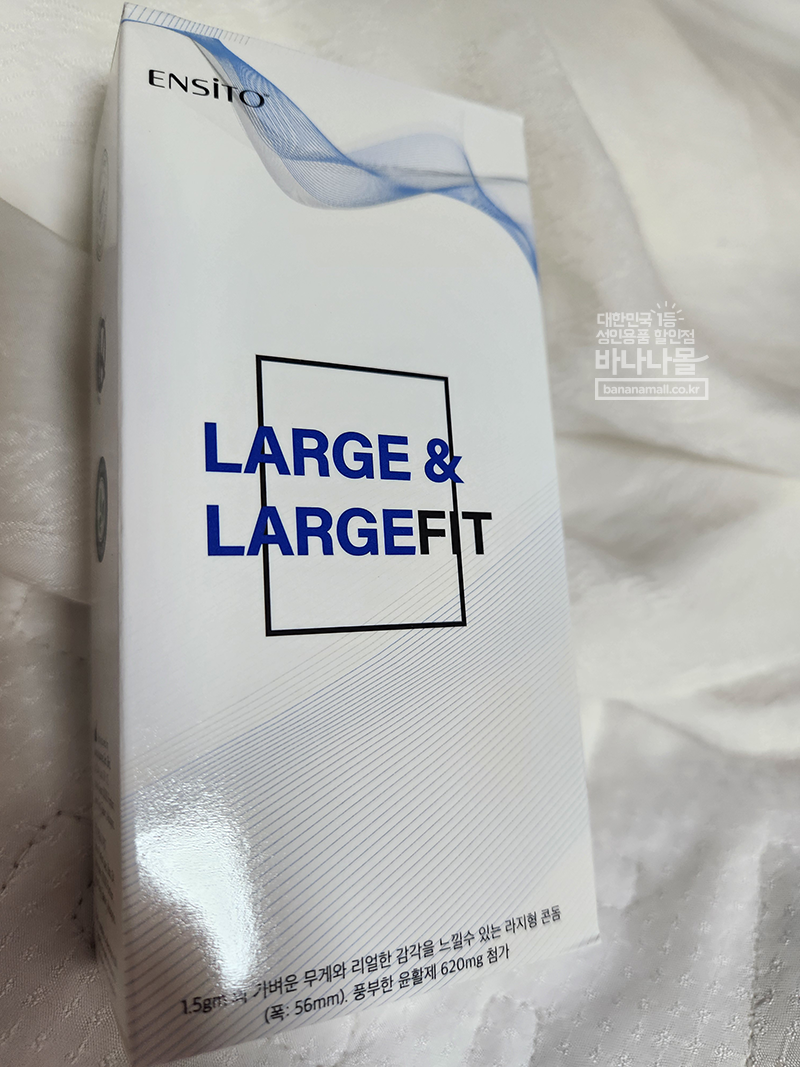 ENSiTO
대한민국 1등
성인용품 할인점
바나나몰
bananamall.co.kr
LARGE &
LARGEFIT
1.5gm 가벼운 무게와 리얼한 감각을 느낄수 있는 라지형 콘돔
(폭: 56mm). 풍부한 윤활제 620mg 첨가